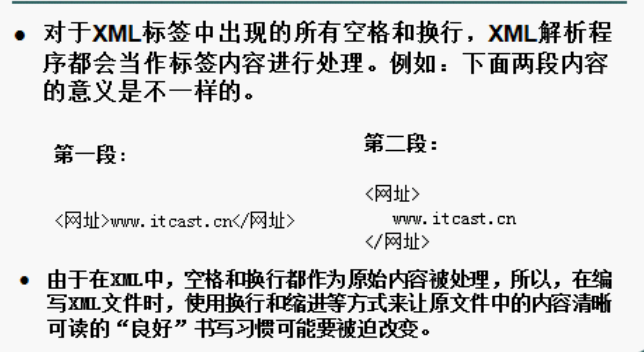 • 对于XML标签中出现的所有空格和换行，XML解析程
序都会当作标签内容进行处理。例如：下面两段内容
的意义是不一样的。
第一段：
<网址>www.itcast.cn</网址>
第二段：
<网址>
www.itcast.cn
</网址>
• 由于在XML中，空格和换行都作为原始内容被处理，所以，在编
写XML文件时，使用换行和缩进等方式来让原文件中的内容清晰
可读的“良好”书写习惯可能要被迫改变。